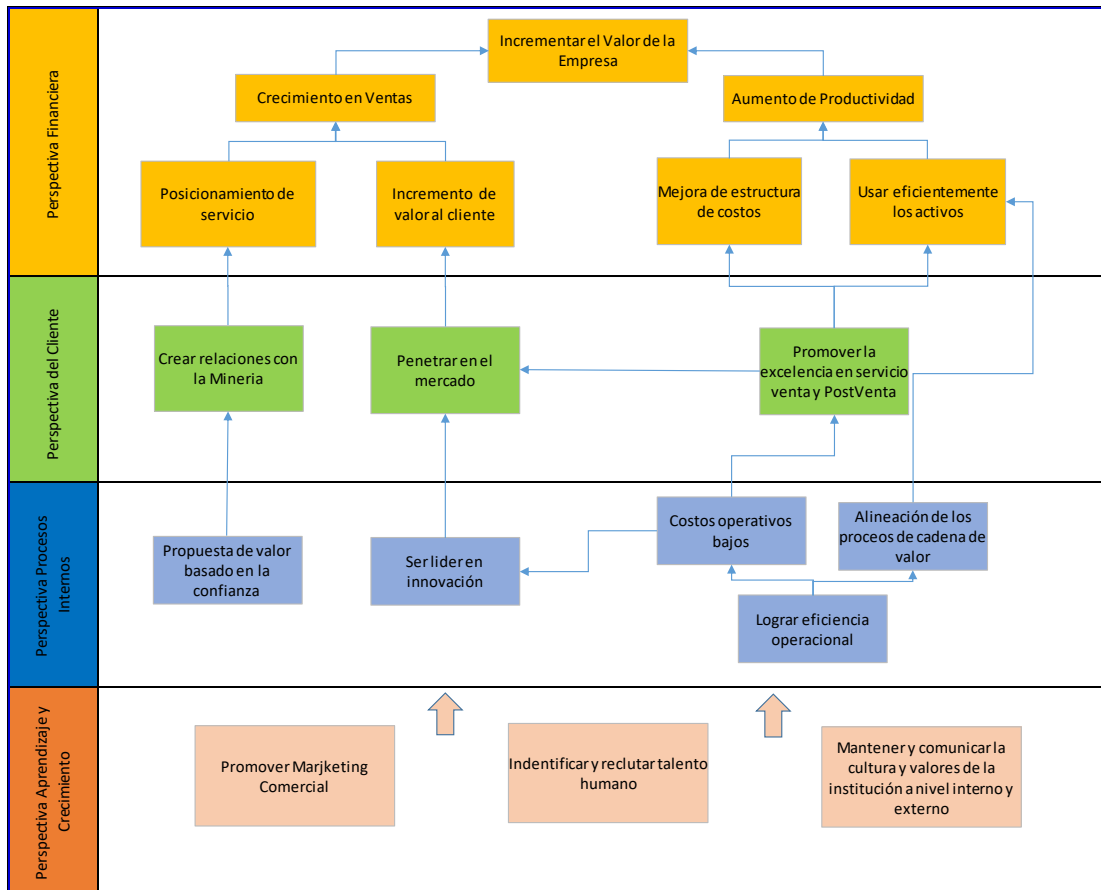 Perspectiva Financiera
Incrementar el Valor de la
Empresa
Crecimiento en Ventas
Aumento de Productividad
Posicionamiento de
servicio
Incremento de
valor al cliente
Mejora de estructura
de costos
Usar eficientemente
los activos
Perspectiva del Cliente
Crear relaciones con
la Mineria
Penetrar en el
mercado
Promover la
excelencia en servicio
venta y PostVenta
Perspectiva Procesos
Internos
Propuesta de valor
basado en la
confianza
Ser lider en
innovación
Costos operativos
bajos
Alineación de los
proceos de cadena de
valor
Lograr eficiencia
operacional
Perspectiva Aprendizaje y
Crecimiento
Promover Marjketing
Comercial
Indentificar y reclutar talento
humano
Mantener y comunicar la
cultura y valores de la
institución a nivel interno y
externo